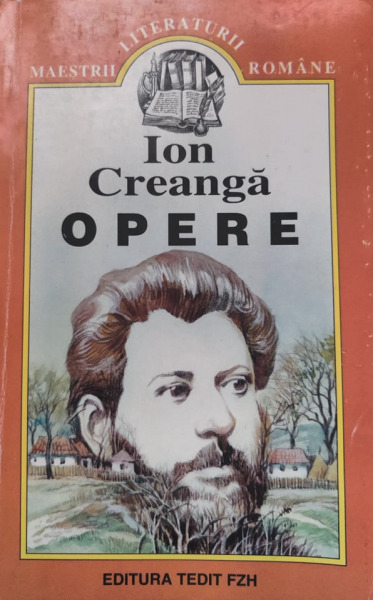 MAEȘTRII LITERATURII ROMÂNE
Ion
Creangă
OPERE
EDITURA TEDIT FZH